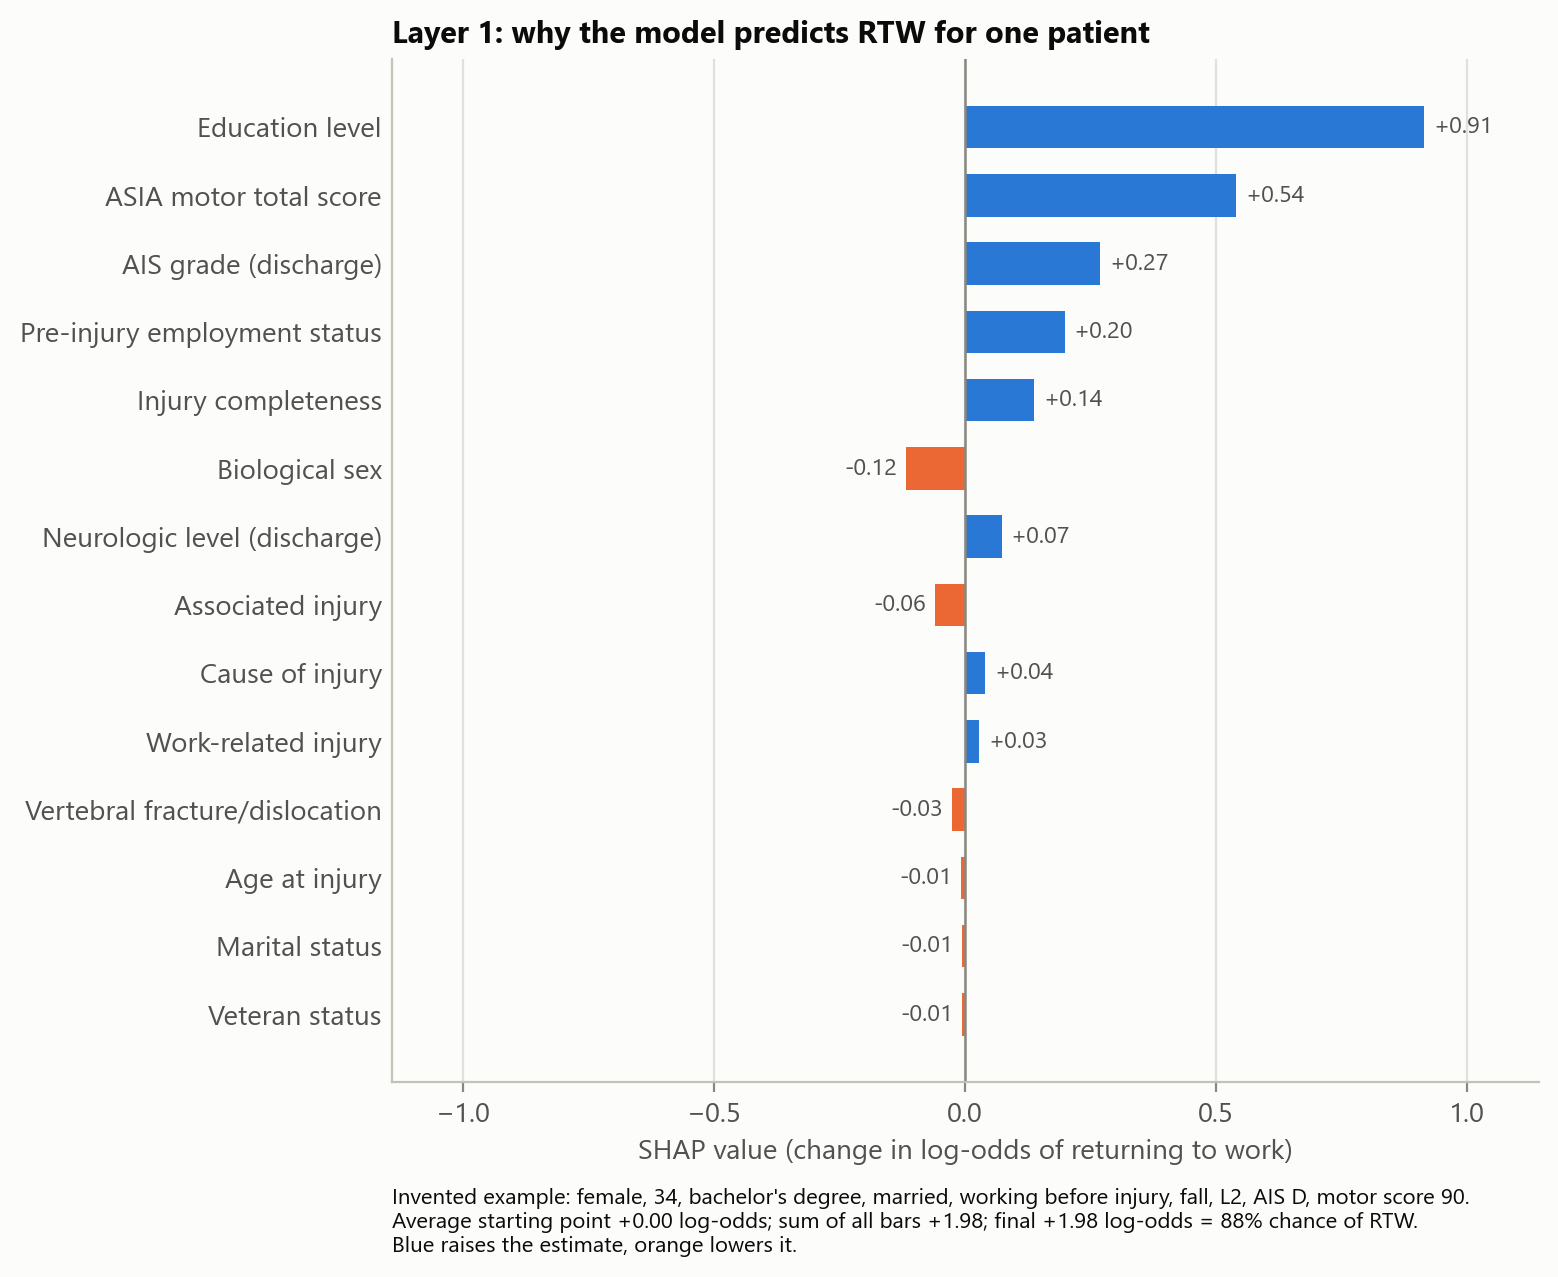 Layer 1: why the model predicts RTW for one patient
Education level
+0.91
ASIA motor total score
+0.54
AIS grade (discharge)
+0.27
Pre-injury employment status
+0.20
Injury completeness
+0.14
Biological sex
-0.12
Neurologic level (discharge)
+0.07
Associated injury
-0.06
Cause of injury
+0.04
Work-related injury
+0.03
Vertebral fracture/dislocation
-0.03
Age at injury
-0.01
Marital status
-0.01
Veteran status
-0.01
−1.0 −0.5 0.0 0.5 1.0
SHAP value (change in log-odds of returning to work)
Invented example: female, 34, bachelor's degree, married, working before injury, fall, L2, AIS D, motor score 90.
Average starting point +0.00 log-odds; sum of all bars +1.98; final +1.98 log-odds = 88% chance of RTW.
Blue raises the estimate, orange lowers it.